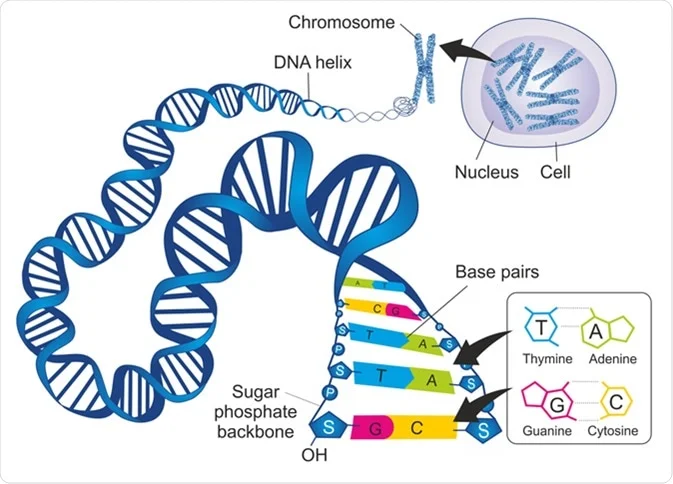 Chromosome
DNA helix
Nucleus Cell
Base pairs
A T
C G
S T A S
P
S T A S
P
S G C S
Sugar
phosphate
backbone
OH
T A
Thymine Adenine
G C
Guanine Cytosine